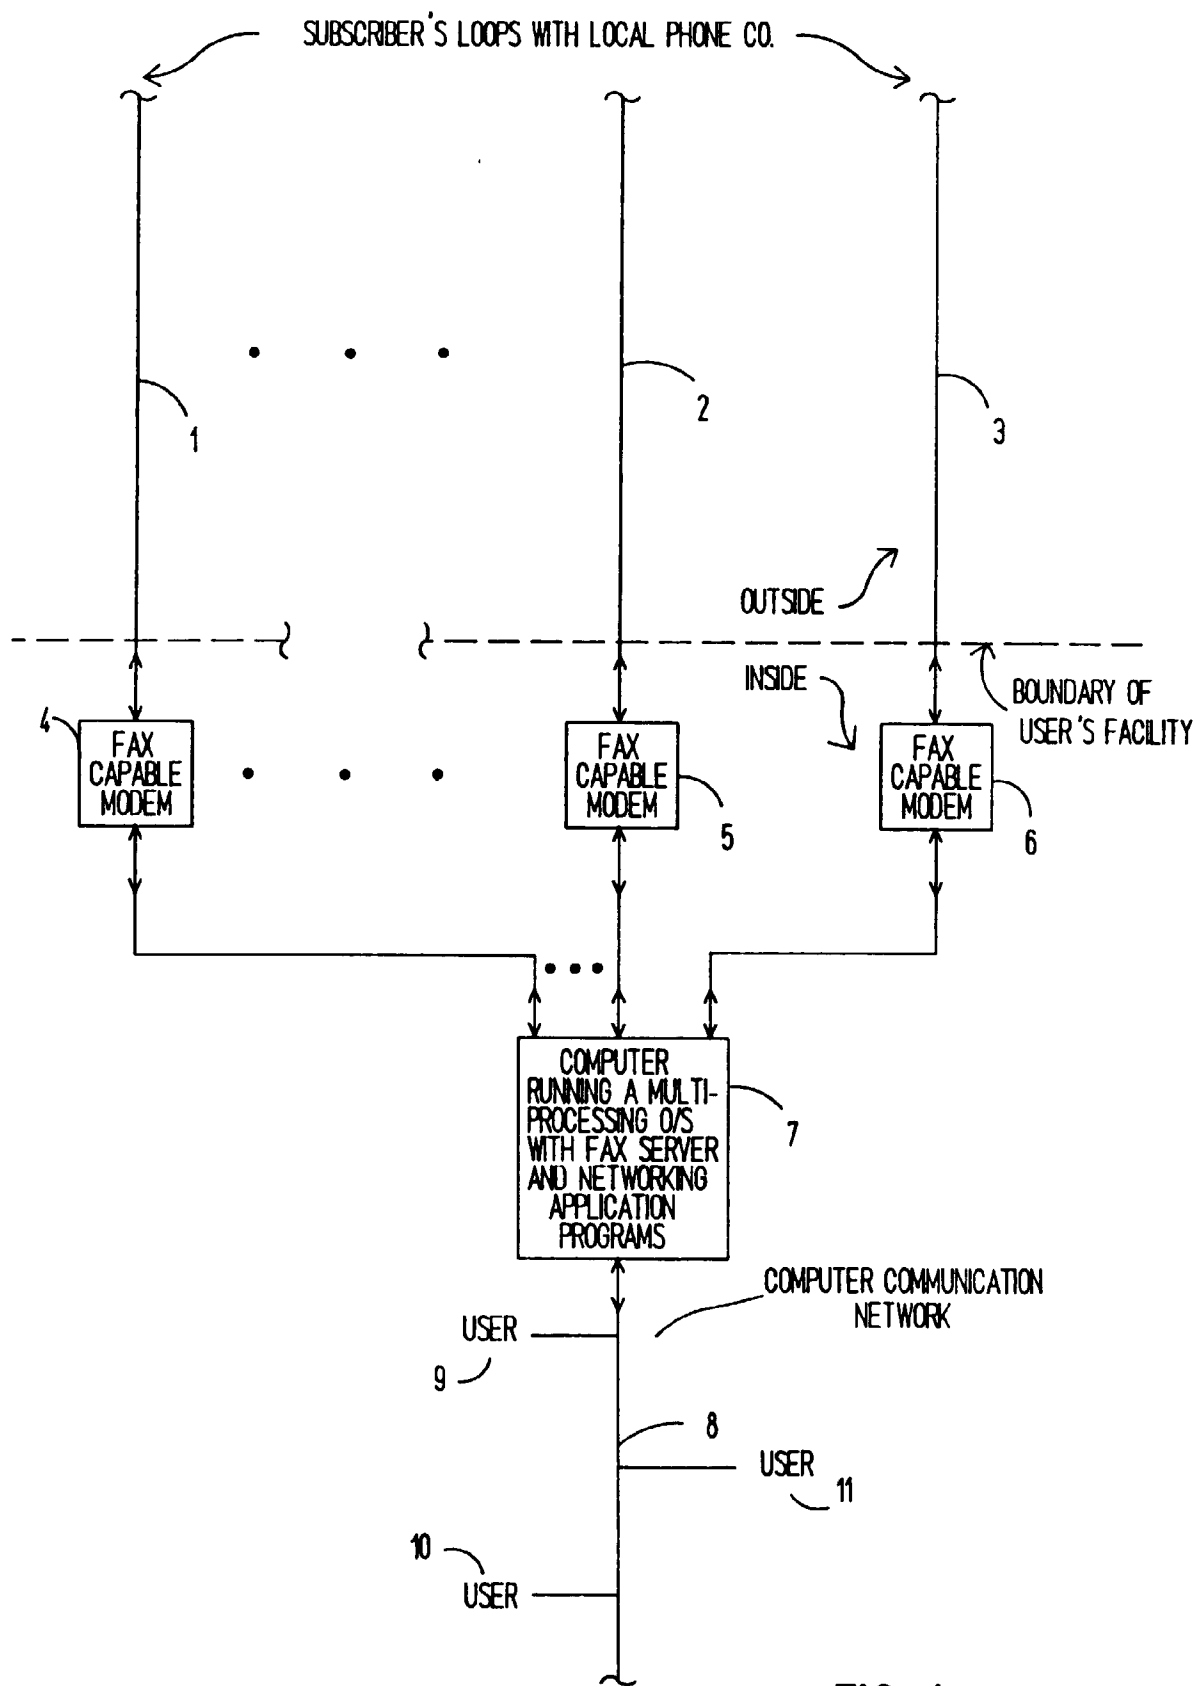 SUBSCRIBER'S LOOPS WITH LOCAL PHONE CO.
1
2
3
OUTSIDE
INSIDE
BOUNDARY OF
USER'S FACILITY
4
FAX
CAPABLE
MODEM
FAX
CAPABLE
MODEM
5
FAX
CAPABLE
MODEM
6
COMPUTER
RUNNING A MULTI-
PROCESSING O/S
WITH FAX SERVER
AND NETWORKING
APPLICATION
PROGRAMS
7
COMPUTER COMMUNICATION
NETWORK
USER
9
8
USER
11
10
USER